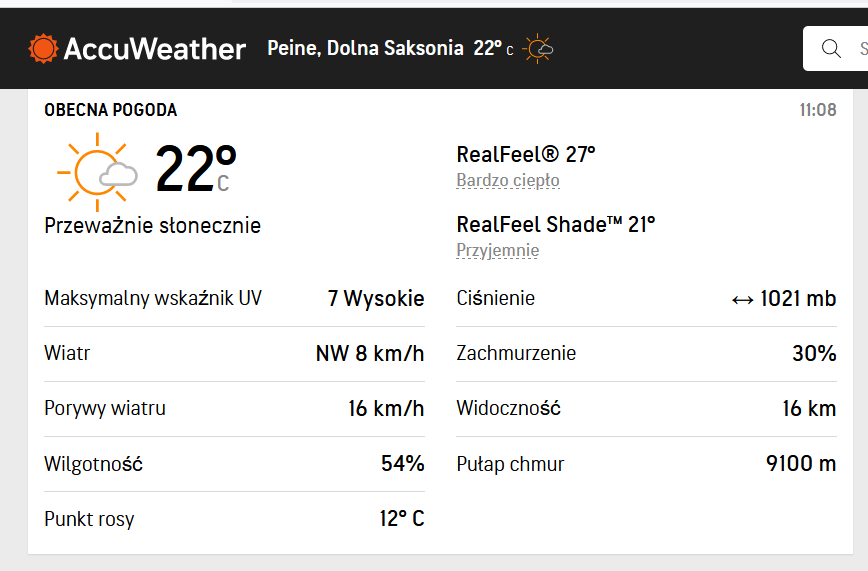 AccuWeather Peine, Dolna Saksonia 22° C
OBECNA POGODA 11:08
22° C
Przeważnie słonecznie
RealFeel® 27°
Bardzo ciepło
RealFeel Shade™ 21°
Przyjemnie
Maksymalny wskaźnik UV 7 Wysokie
Wiatr NW 8 km/h
Porywy wiatru 16 km/h
Wilgotność 54%
Punkt rosy 12° C
Ciśnienie ↔ 1021 mb
Zachmurzenie 30%
Widoczność 16 km
Pułap chmur 9100 m